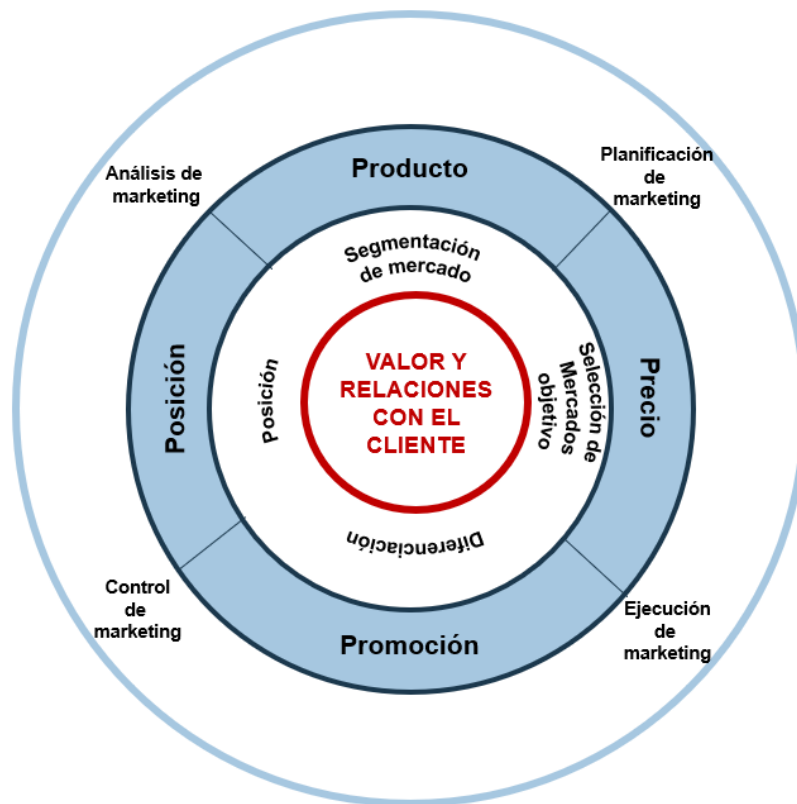 Producto
Análisis de
marketing
Planificación
de
marketing
Segmentación
de mercado
Posición
Posición
VALOR Y
RELACIONES
CON EL
CLIENTE
Selección de
Mercados
objetivo
Precio
Diferenciación
Control
de
marketing
Promoción
Ejecución
de
marketing